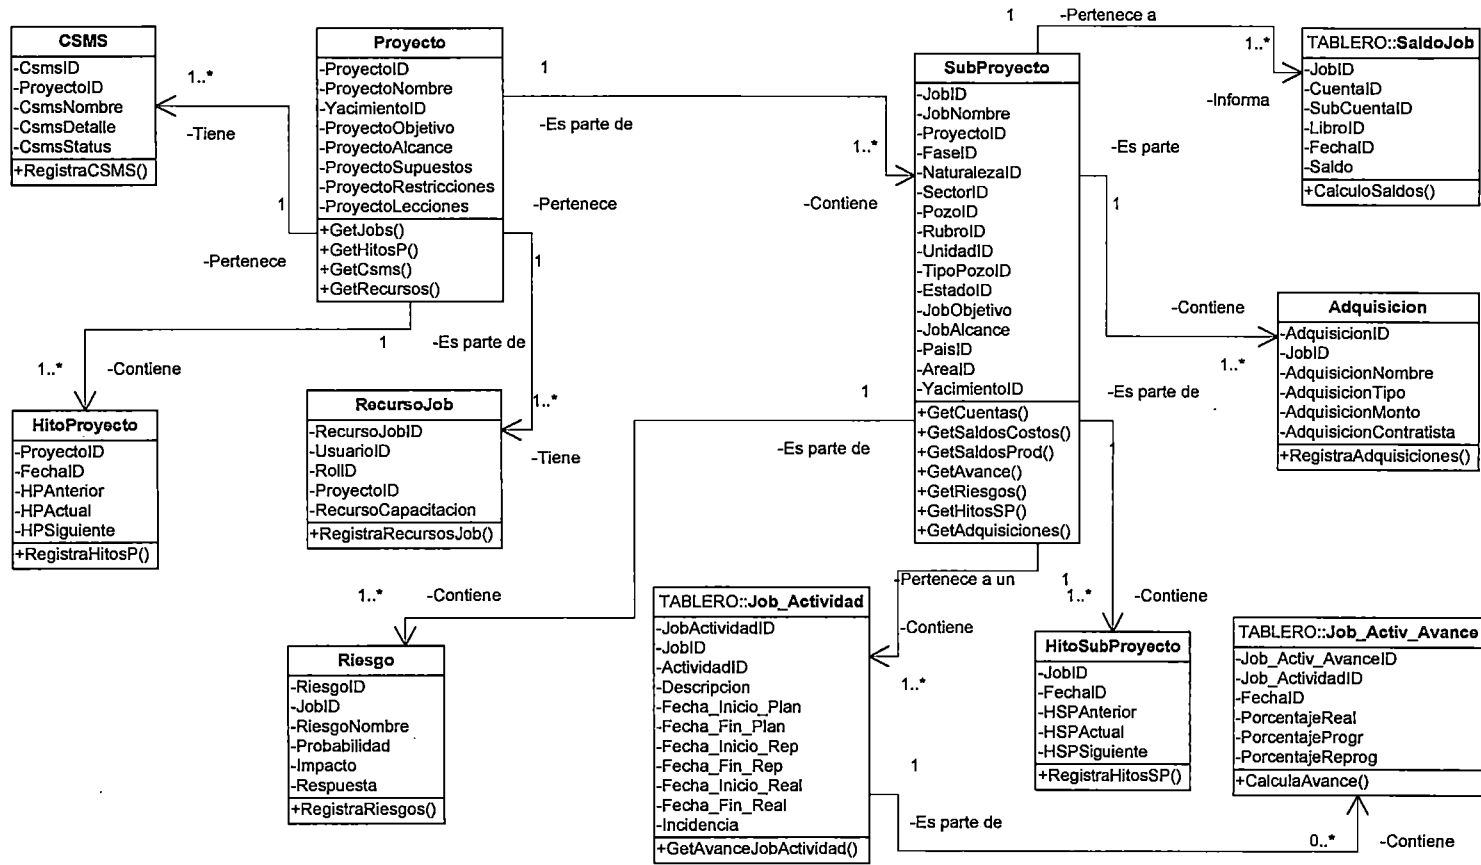 CSMS
-CsmsID
-ProyectoID
-CsmsNombre
-CsmsDetalle
-CsmsStatus
+RegistraCSMS()
1..*
-Tiene
1
-Pertenece
Proyecto
-ProyectoID
-ProyectoNombre
-YacimientoID
-ProyectoObjetivo
-ProyectoAlcance
-ProyectoSupuestos
-ProyectoRestricciones
-ProyectoLecciones
+GetJobs()
+GetHitosP()
+GetCsms()
+GetRecursos()
1
-Es parte de
1..*
-Contiene
-Pertenece
1
1..*
-Tiene
1
-Es parte de
1..*
-Contiene
SubProyecto
-JobID
-JobNombre
-ProyectoID
-FaseID
-NaturalezaID
-SectorID
-PozoID
-RubroID
-UnidadID
-TipoPozoID
-EstadoID
-JobObjetivo
-JobAlcance
-PaisID
-AreaID
-YacimientoID
+GetCuentas()
+GetSaldosCostos()
+GetSaldosProd()
+GetAvance()
+GetRiesgos()
+GetHitosSP()
+GetAdquisiciones()
1
-Pertenece a
1..*
-Informa
TABLERO::SaldoJob
-JobID
-CuentaID
-SubCuentaID
-LibroID
-FechaID
-Saldo
+CalculoSaldos()
-Es parte
1
-Contiene
1..*
Adquisicion
-AdquisicionID
-JobID
-AdquisicionNombre
-AdquisicionTipo
-AdquisicionMonto
-AdquisicionContratista
+RegistraAdquisiciones()
HitoProyecto
-ProyectoID
-FechaID
-HPAnterior
-HPActual
-HPSiguiente
+RegistraHitosP()
RecursoJob
-RecursoJobID
-UsuarioID
-RolID
-ProyectoID
-RecursoCapacitacion
+RegistraRecursosJob()
1
-Es parte de
1..*
-Contiene
-Es parte de
1
1..*
-Contiene
-Pertenece a un
1
-Contiene
1..*
Riesgo
-RiesgoID
-JobID
-RiesgoNombre
-Probabilidad
-Impacto
-Respuesta
+RegistraRiesgos()
TABLERO::Job_Actividad
-JobActividadID
-JobID
-ActividadID
-Descripcion
-Fecha_Inicio_Plan
-Fecha_Fin_Plan
-Fecha_Inicio_Rep
-Fecha_Fin_Rep
-Fecha_Inicio_Real
-Fecha_Fin_Real
-Incidencia
+GetAvanceJobActividad()
HitoSubProyecto
-JobID
-FechaID
-HSPAnterior
-HSPActual
-HSPSiguiente
+RegistraHitosSP()
TABLERO::Job_Activ_Avance
-Job_Activ_AvanceID
-Job_ActividadID
-FechaID
-PorcentajeReal
-PorcentajeProgr
-PorcentajeReprog
+CalculaAvance()
1
-Es parte de
0..*
-Contiene